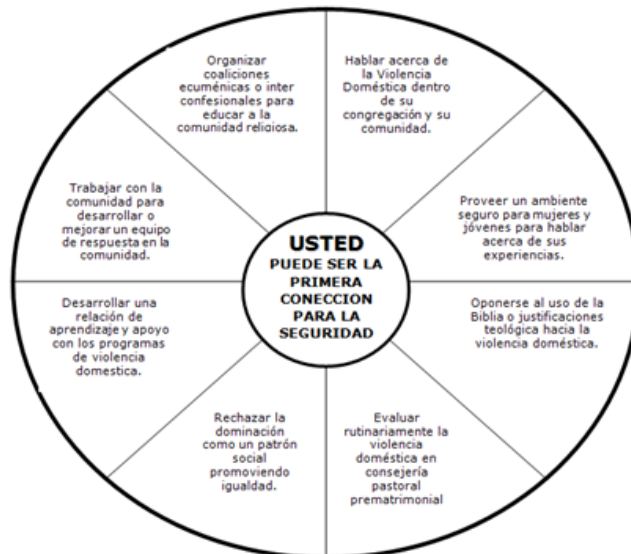 Organizar
coaliciones
ecuménicas o inter
confesionales para
educar a la
comunidad religiosa.
Hablar acerca de
la Violencia
Doméstica dentro
de su
congregación y su
comunidad.
Proveer un ambiente
seguro para mujeres y
jóvenes para hablar
acerca de sus
experiencias.
Oponerse al uso de la
Biblia o justificaciones
teológica hacia la
violencia doméstica.
Evaluar
rutinariamente la
violencia
doméstica en
consejería
pastoral
prematrimonial
Rechazar la
dominación
como un patrón
social
promoviendo
igualdad.
Desarrollar una
relación de
aprendizaje y apoyo
con los programas
de violencia
domestica.
Trabajar con la
comunidad para
desarrollar o
mejorar un equipo
de respuesta en la
comunidad.
USTED
PUEDE SER LA
PRIMERA
CONECCION
PARA LA
SEGURIDAD